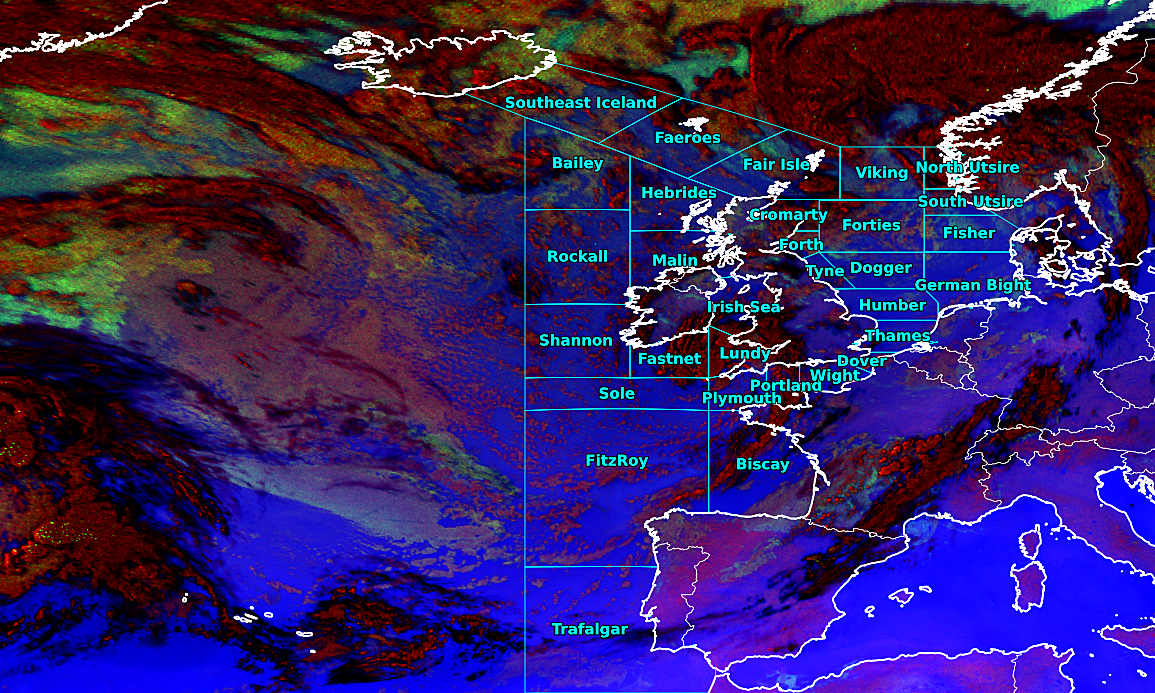 Southeast Iceland
Faeroes
Bailey
Fair Isle
Viking
North Utsire
Hebrides
South Utsire
Cromarty
Forties
Fisher
Forth
Rockall
Malin
Tyne
Dogger
German Bight
Irish Sea
Humber
Shannon
Thames
Fastnet
Lundy
Dover
Wight
Portland
Sole
Plymouth
FitzRoy
Biscay
Trafalgar